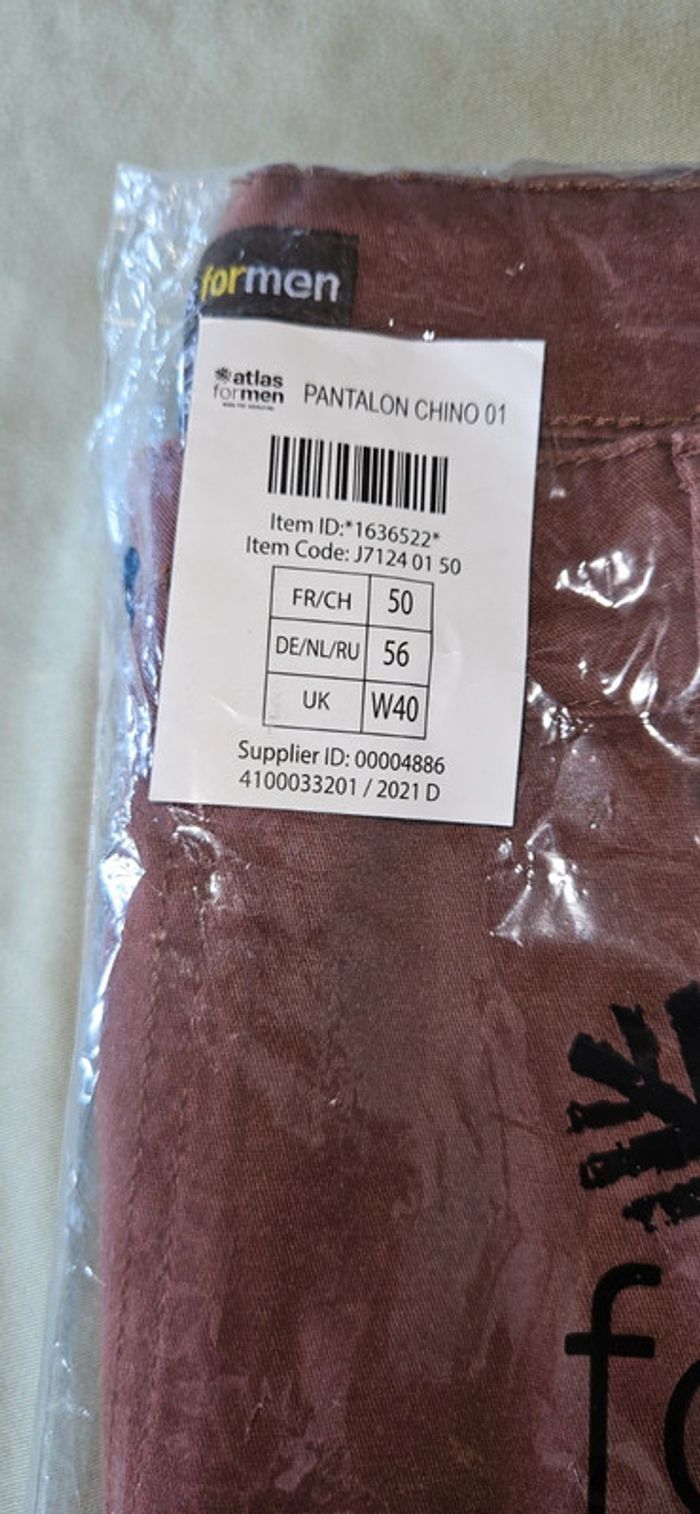 formen
atlas
formen
PANTALON CHINO 01
Item ID:*1636522*
Item Code: J7124 01 50
FR/CH 50
DE/NL/RU 56
UK W40
Supplier ID: 00004886
4100033201 / 2021 D